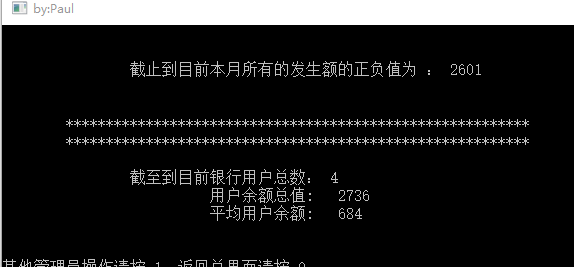 by:Paul
截止到目前本月所有的发生额的正负值为 : 2601
**********************************************************
**********************************************************
截至到目前银行用户总数: 4
用户余额总值: 2736
平均用户余额: 684
其他管理员操作请按 1 返回总界面请按 0